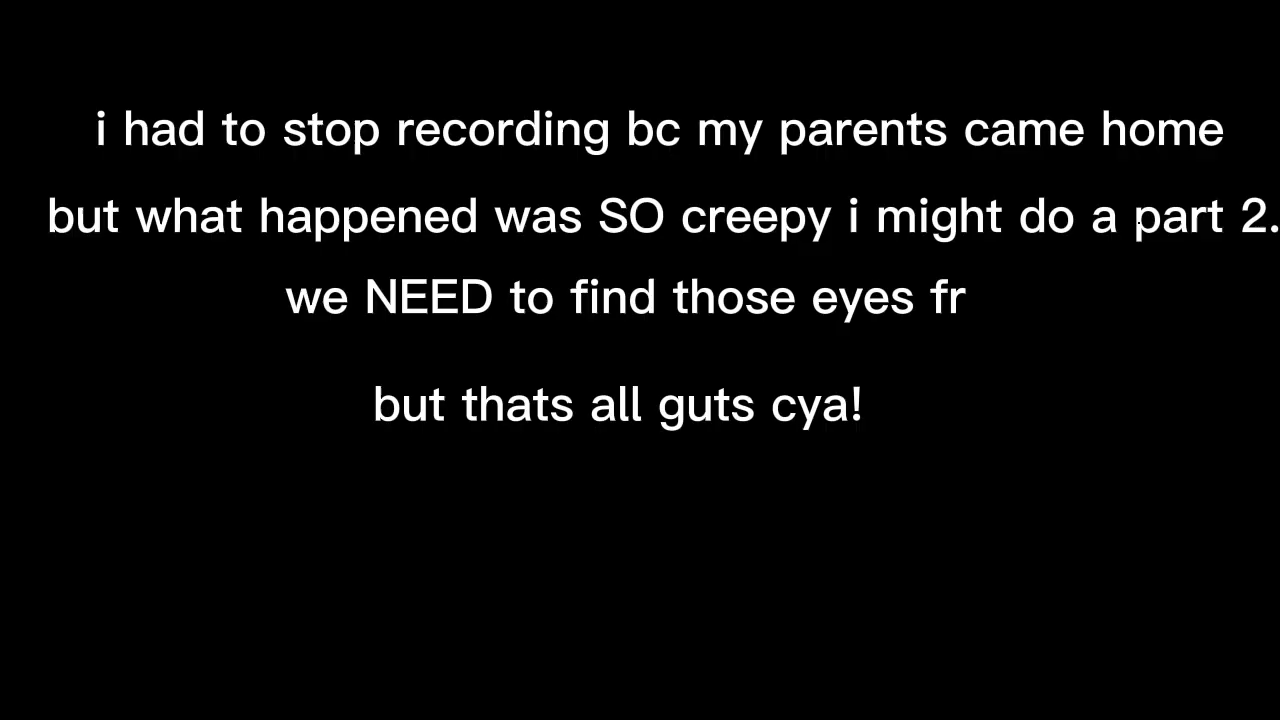 i had to stop recording bc my parents came home
but what happened was SO creepy i might do a part 2.
we NEED to find those eyes fr
but thats all guts cya!